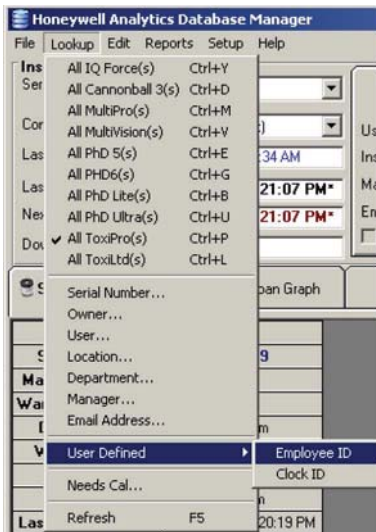 Honeywell Analytics Database Manager
File Lookup Edit Reports Setup Help
All IQ Force(s) Ctrl+Y
All Cannonball 3(s) Ctrl+D
All MultiPro(s) Ctrl+M
All MultiVision(s) Ctrl+V
All PhD 5(s) Ctrl+E
:34 AM
All PHD6(s) Ctrl+G
All PhD Lite(s) Ctrl+B
21:07 PM*
All PhD Ultra(s) Ctrl+U
21:07 PM*
All ToxiPro(s) Ctrl+P
All ToxiLtd(s) Ctrl+L
Serial Number...
pan Graph
Owner...
User...
Location...
9
Department...
Manager...
Email Address...
User Defined
Employee ID
Clock ID
Needs Cal...
Refresh F5
20:19 PM